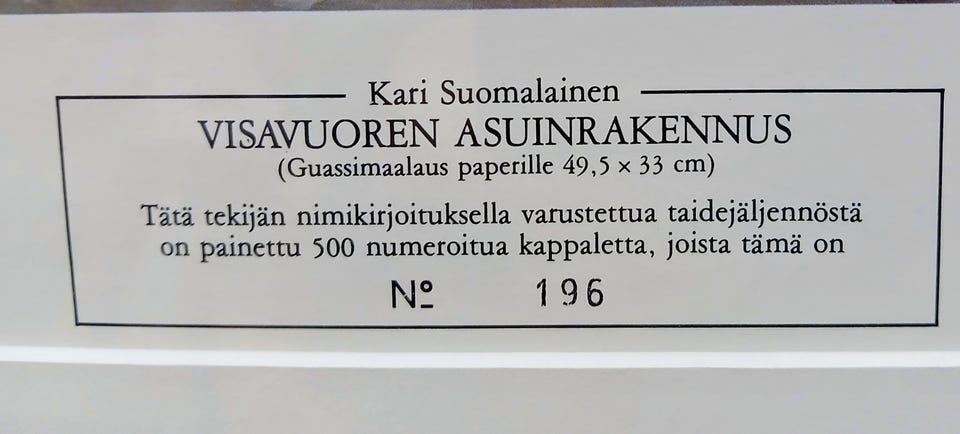 Kari Suomalainen
VISAVUOREN ASUINRAKENNUS
(Guassimaalaus paperille 49,5 × 33 cm)
Tätä tekijän nimikirjoituksella varustettua taidejäljennöstä
on painettu 500 numeroitua kappaletta, joista tämä on
Nº 196